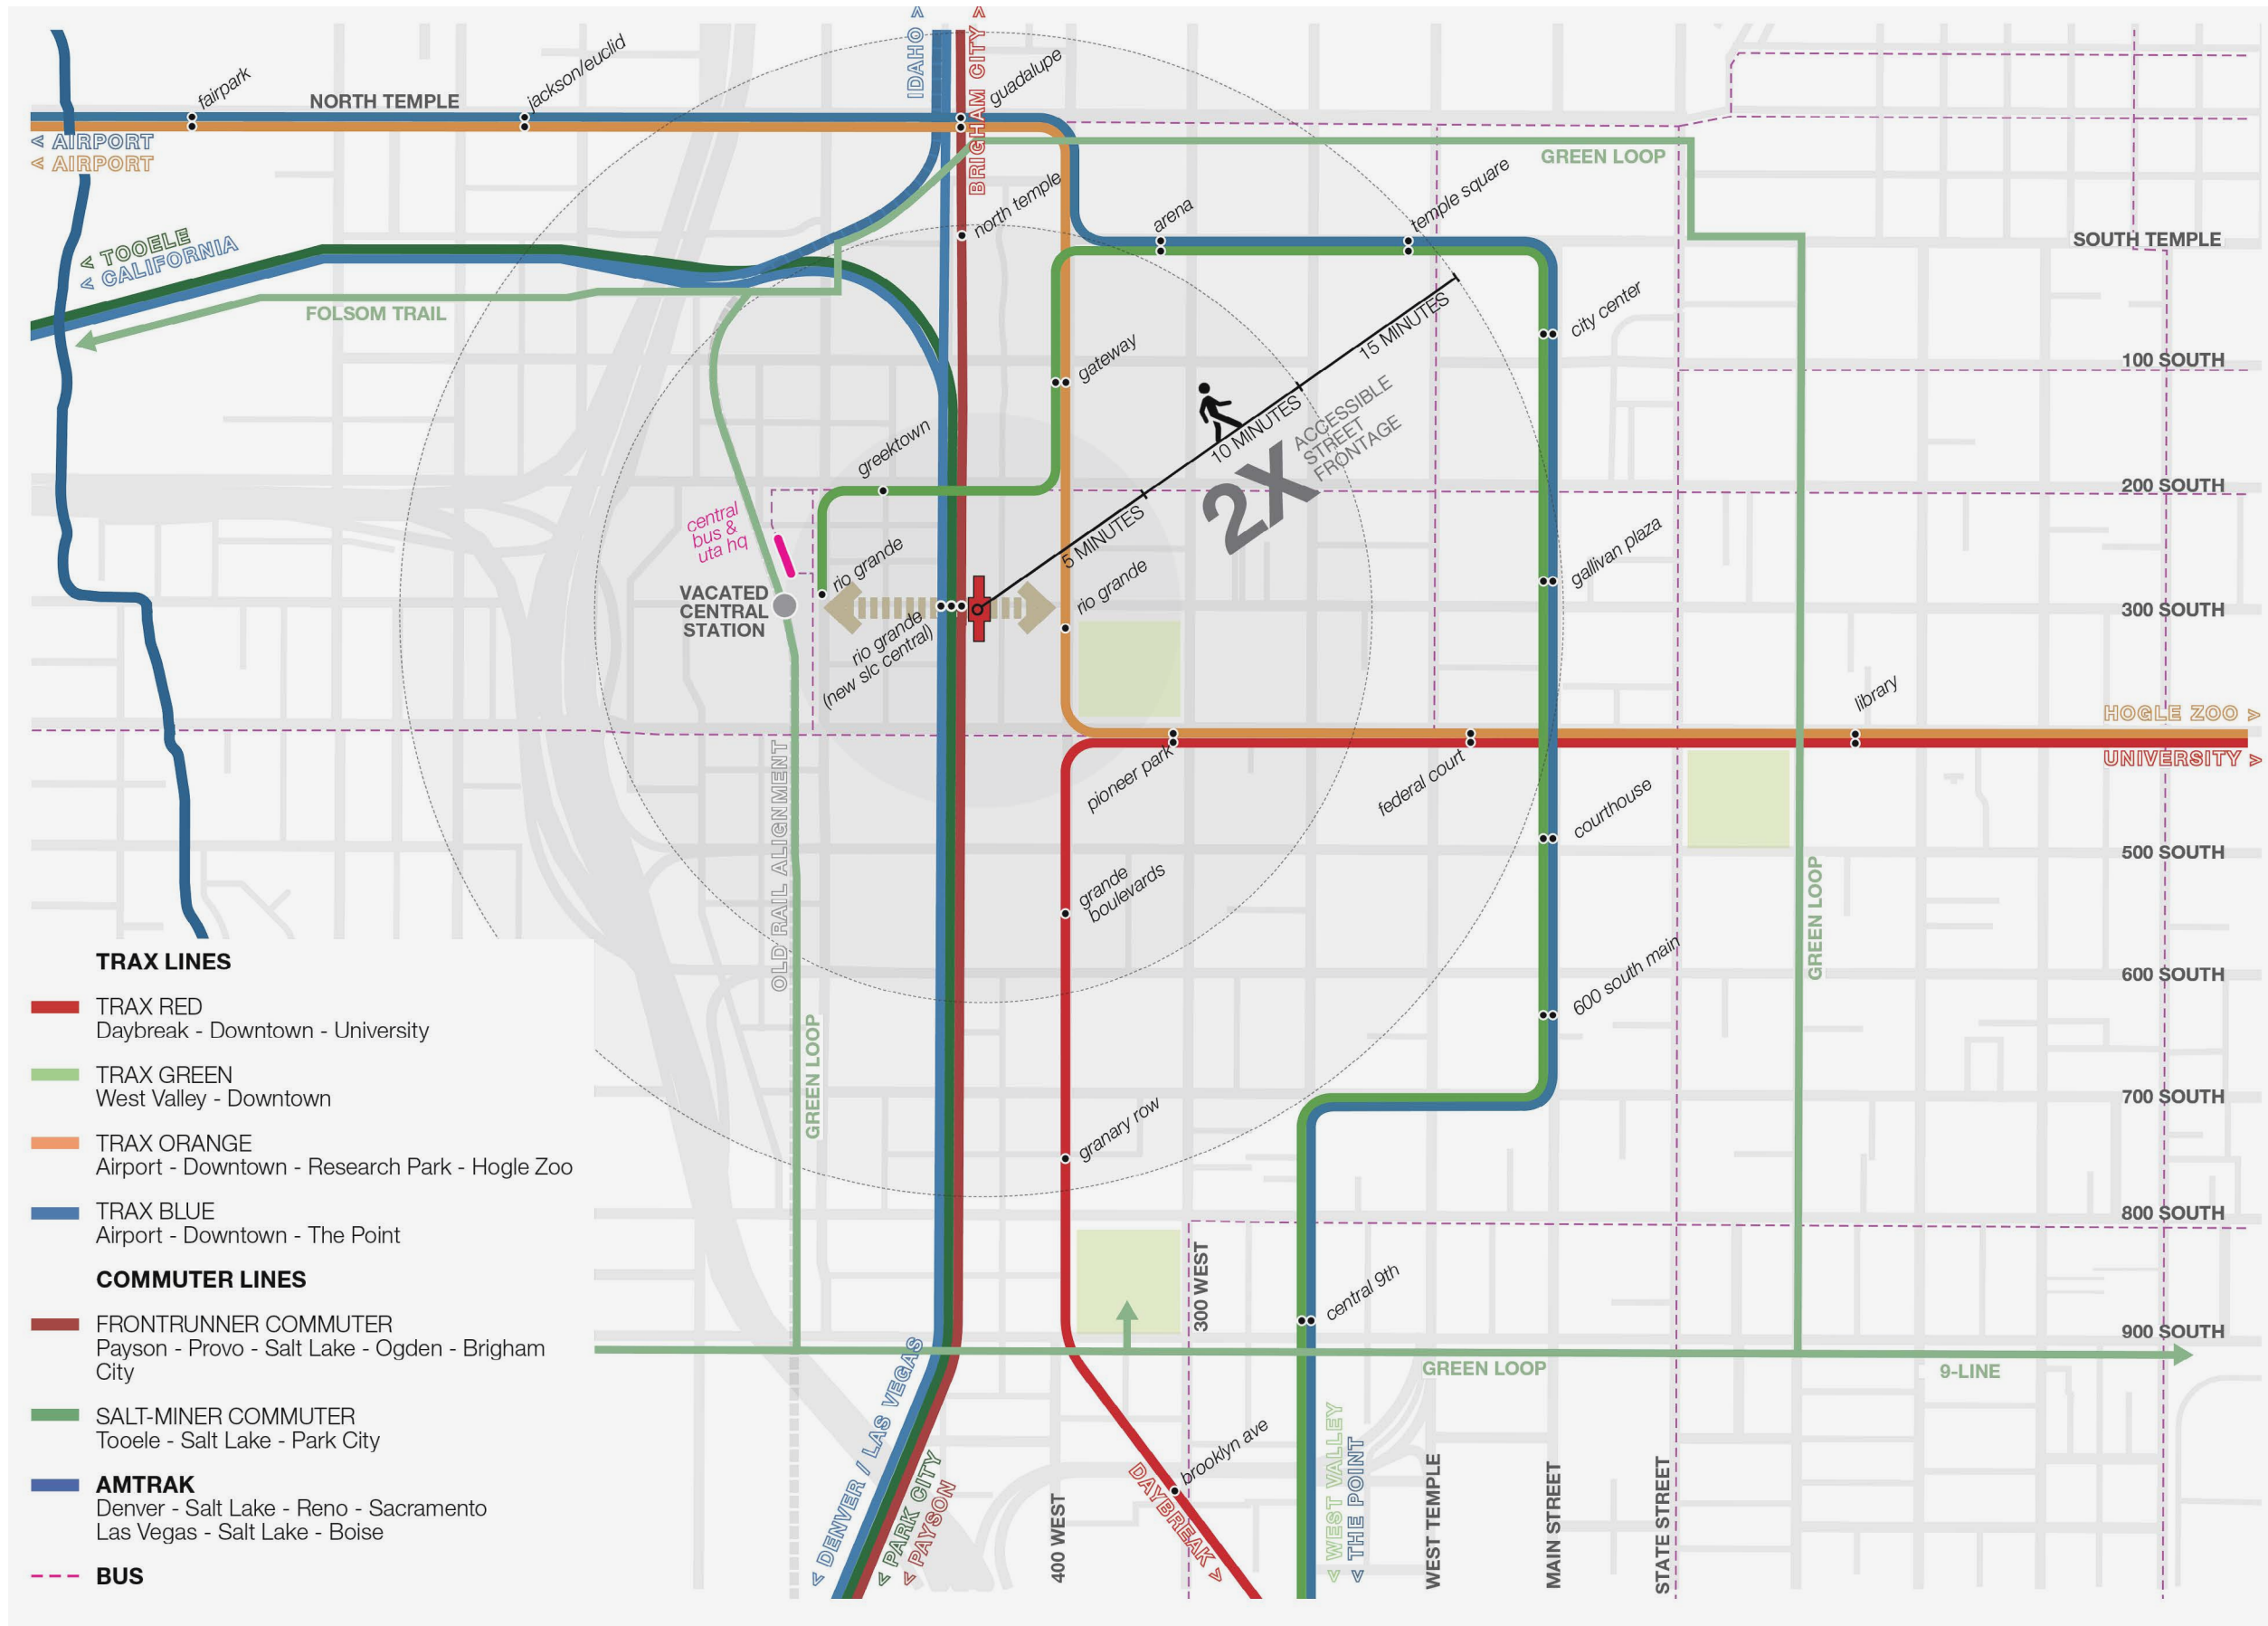 IDAHO >
BRIGHAM CITY >
fairpark
NORTH TEMPLE
jackson/euclid
guadalupe
< AIRPORT
< AIRPORT
GREEN LOOP
north temple
arena
temple square
SOUTH TEMPLE
< TOOELE
< CALIFORNIA
FOLSOM TRAIL
city center
15 MINUTES
gateway
100 SOUTH
10 MINUTES
2X
ACCESSIBLE
STREET
FRONTAGE
greektown
200 SOUTH
5 MINUTES
central
bus &
uta hq
rio grande
rio grande
gallivan plaza
VACATED
CENTRAL
STATION
300 SOUTH
rio grande
(new slc central)
library
HOGLE ZOO >
UNIVERSITY >
pioneer park
federal court
courthouse
OLD RAIL ALIGNMENT
500 SOUTH
grande
boulevards
GREEN LOOP
600 south main
600 SOUTH
GREEN LOOP
700 SOUTH
granary row
800 SOUTH
300 WEST
central 9th
900 SOUTH
GREEN LOOP
9-LINE
< DENVER / LAS VEGAS
< PARK CITY
< PAYSON
400 WEST
DAYBREAK >
brooklyn ave
< WEST VALLEY
< THE POINT
WEST TEMPLE
MAIN STREET
STATE STREET
TRAX LINES
TRAX RED
Daybreak - Downtown - University
TRAX GREEN
West Valley - Downtown
TRAX ORANGE
Airport - Downtown - Research Park - Hogle Zoo
TRAX BLUE
Airport - Downtown - The Point
COMMUTER LINES
FRONTRUNNER COMMUTER
Payson - Provo - Salt Lake - Ogden - Brigham
City
SALT-MINER COMMUTER
Tooele - Salt Lake - Park City
AMTRAK
Denver - Salt Lake - Reno - Sacramento
Las Vegas - Salt Lake - Boise
BUS